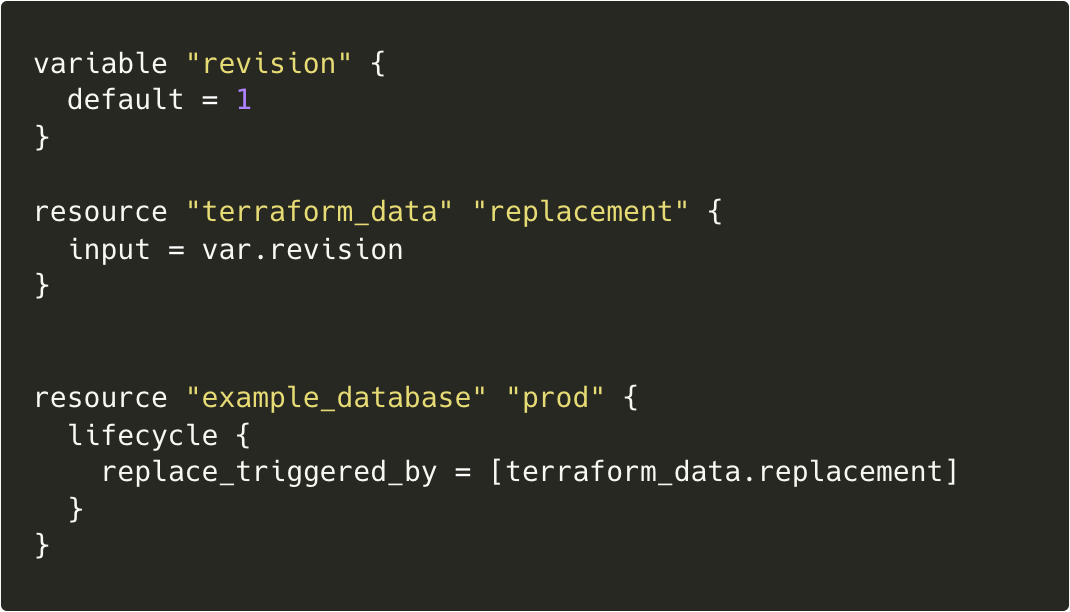 variable "revision" {
  default = 1
}

resource "terraform_data" "replacement" {
  input = var.revision
}

resource "example_database" "prod" {
  lifecycle {
    replace_triggered_by = [terraform_data.replacement]
  }
}